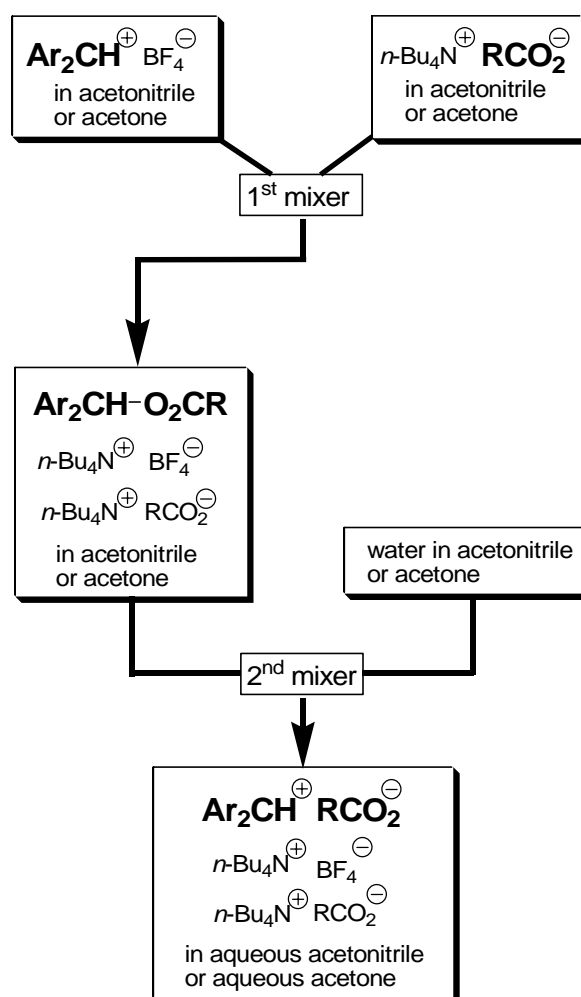 Ar₂CH⊕ BF₄⊖
in acetonitrile
or acetone
n-Bu₄N⊕ RCO₂⊖
in acetonitrile
or acetone
1st mixer
Ar₂CH–O₂CR
n-Bu₄N⊕ BF₄⊖
n-Bu₄N⊕ RCO₂⊖
in acetonitrile
or acetone
water in acetonitrile
or acetone
2nd mixer
Ar₂CH⊕ RCO₂⊖
n-Bu₄N⊕ BF₄⊖
n-Bu₄N⊕ RCO₂⊖
in aqueous acetonitrile
or aqueous acetone